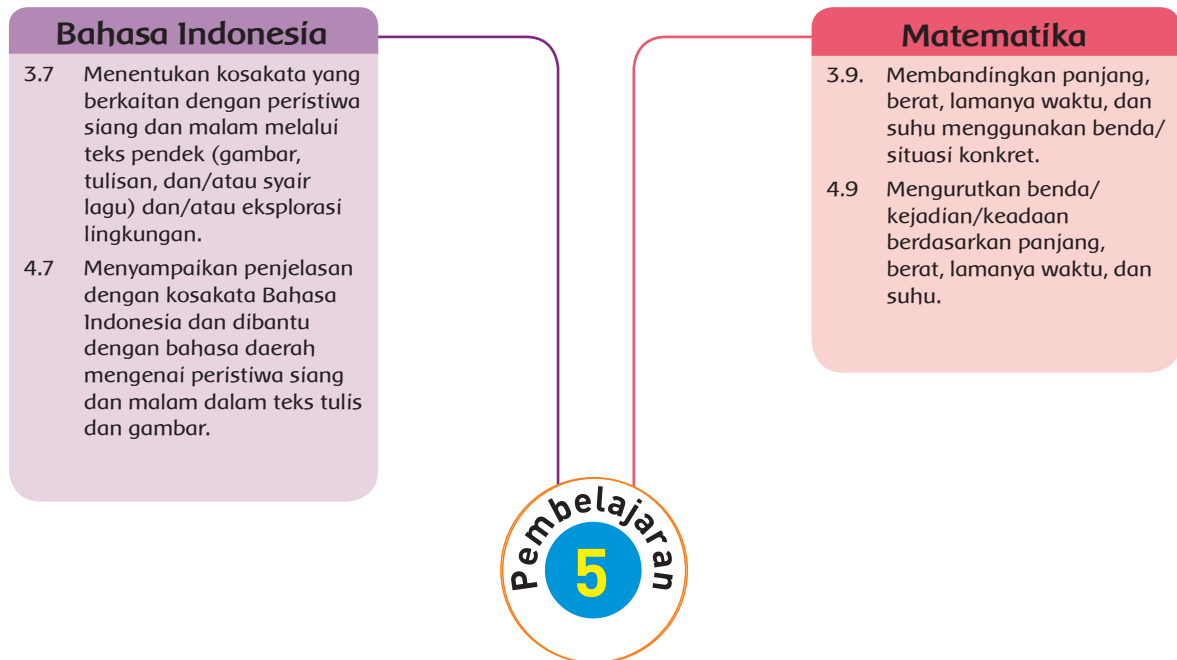 Bahasa Indonesia
3.7 Menentukan kosakata yang
berkaitan dengan peristiwa
siang dan malam melalui
teks pendek (gambar,
tulisan, dan/atau syair
lagu) dan/atau eksplorasi
lingkungan.
4.7 Menyampaikan penjelasan
dengan kosakata Bahasa
Indonesia dan dibantu
dengan bahasa daerah
mengenai peristiwa siang
dan malam dalam teks tulis
dan gambar.
Matematika
3.9. Membandingkan panjang,
berat, lamanya waktu, dan
suhu menggunakan benda/
situasi konkret.
4.9 Mengurutkan benda/
kejadian/keadaan
berdasarkan panjang,
berat, lamanya waktu, dan
suhu.
Pembelajaran
5